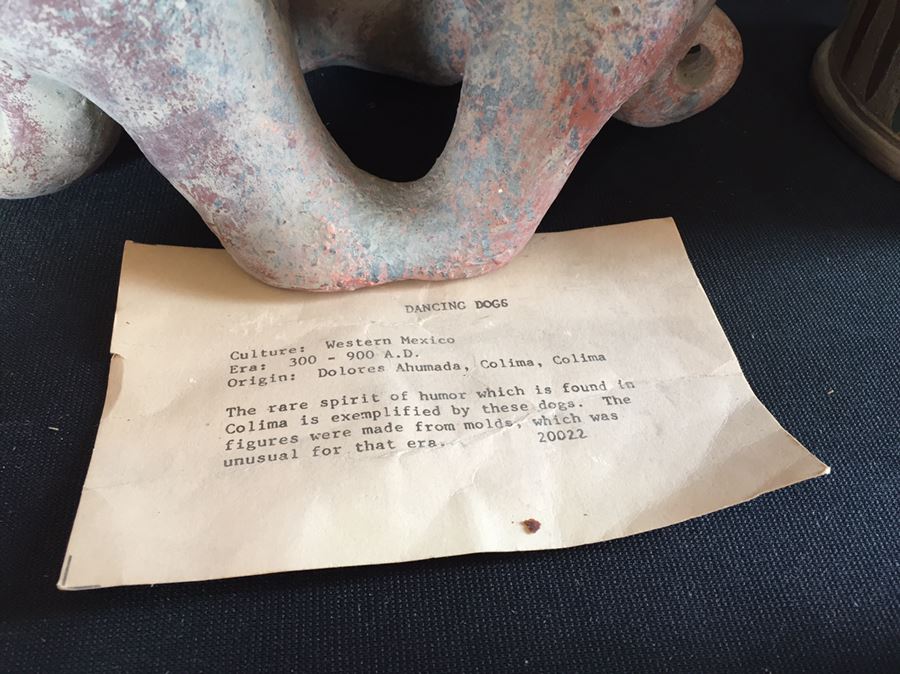 DANCING DOGS
Culture: Western Mexico
Era: 300 - 900 A.D.
Origin: Dolores Ahumada, Colima, Colima
The rare spirit of humor which is found in
Colima is exemplified by these dogs. The
figures were made from molds, which was
unusual for that era. 20022